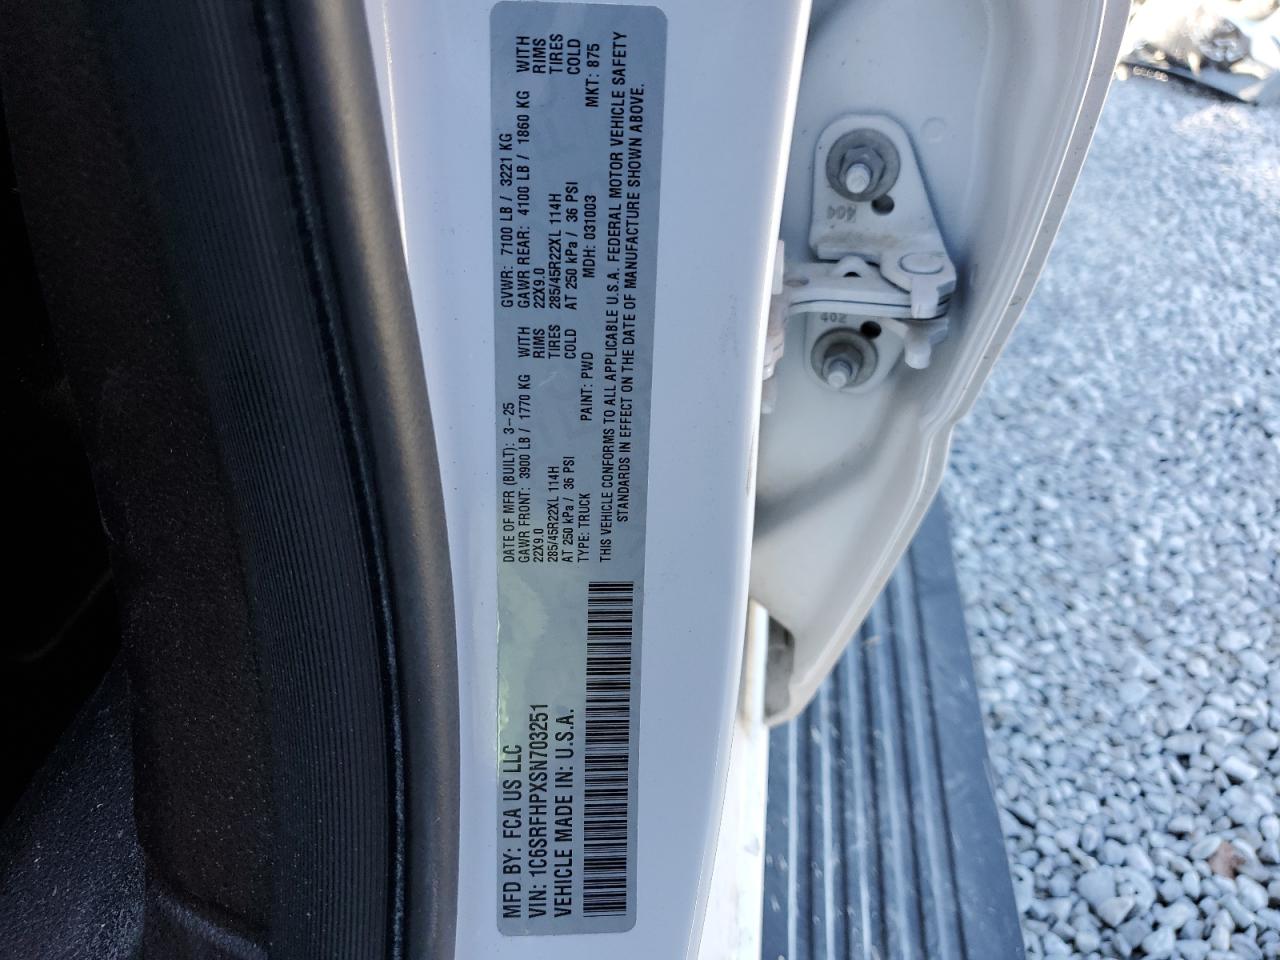 MFD BY: FCA US LLC
VIN: 1C6SRFHPXSN703251
VEHICLE MADE IN: U.S.A.
DATE OF MFR (BUILT): 3-25 GVWR: 7100 LB / 3221 KG
GAWR FRONT: 3900 LB / 1770 KG WITH GAWR REAR: 4100 LB / 1860 KG WITH
22X9.0 RIMS 22X9.0 RIMS
285/45R22XL 114H TIRES 285/45R22XL 114H TIRES
AT 250 kPa / 36 PSI COLD AT 250 kPa / 36 PSI COLD
TYPE: TRUCK PAINT: PWD MDH: 031003 MKT: 875
THIS VEHICLE CONFORMS TO ALL APPLICABLE U.S.A. FEDERAL MOTOR VEHICLE SAFETY
STANDARDS IN EFFECT ON THE DATE OF MANUFACTURE SHOWN ABOVE.
404
402